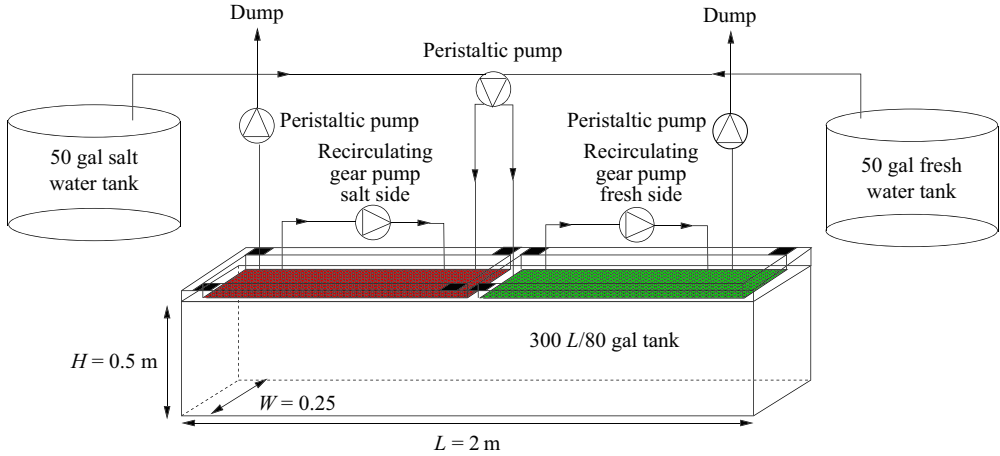 Dump
Dump
Peristaltic pump
Peristaltic pump
Peristaltic pump
50 gal salt
water tank
Recirculating
gear pump
salt side
Recirculating
gear pump
fresh side
50 gal fresh
water tank
300 L/80 gal tank
H = 0.5 m
W = 0.25
L = 2 m